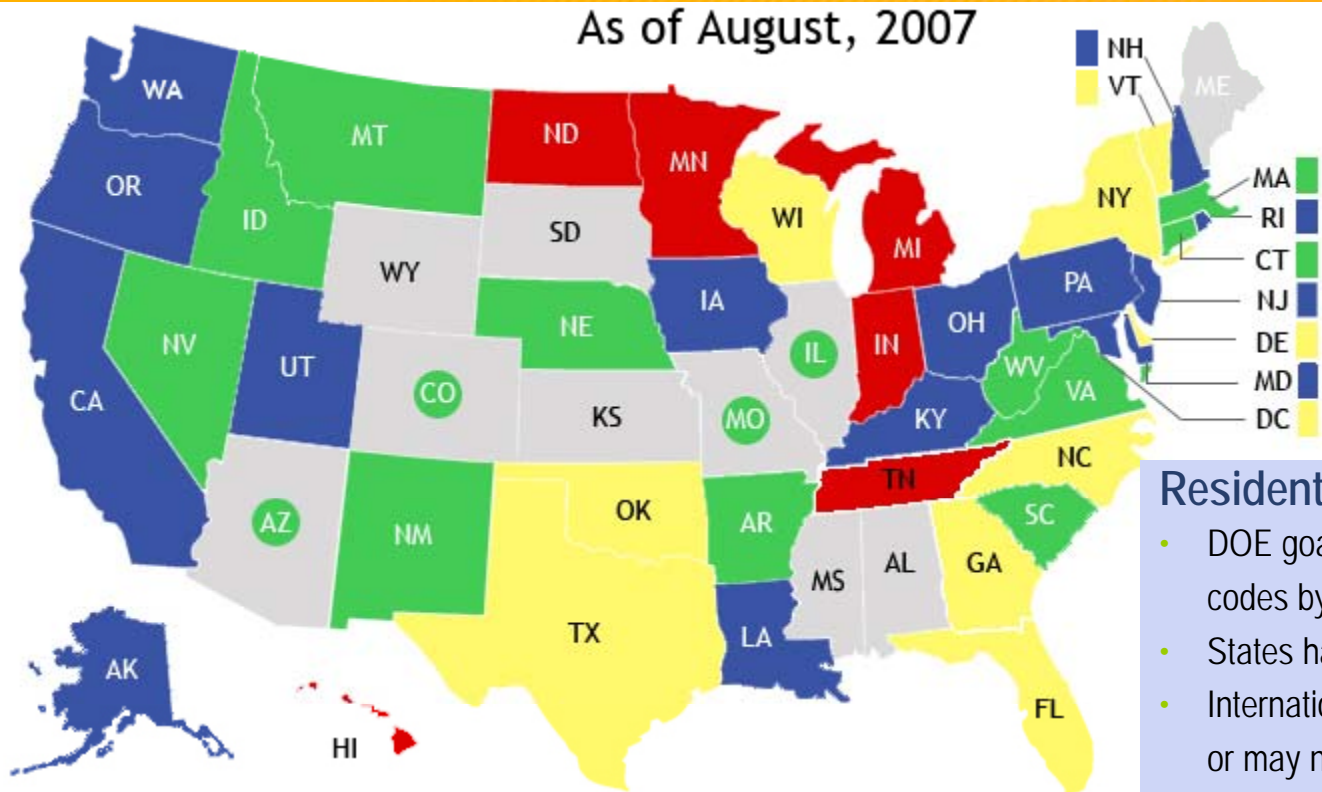 As of August, 2007
NH
VT
ME
WA
MT
ND
MN
OR
ID
SD
WI
NY
MA
RI
CT
NJ
DE
MD
DC
WY
MI
IA
PA
NE
NV
UT
CO
IL
IN
OH
WV
VA
CA
KS
MO
KY
NC
TN
AZ
NM
OK
AR
SC
MS
AL
GA
TX
LA
AK
HI
FL
Resident
• DOE goa
codes by
• States ha
• Internatio
or may n